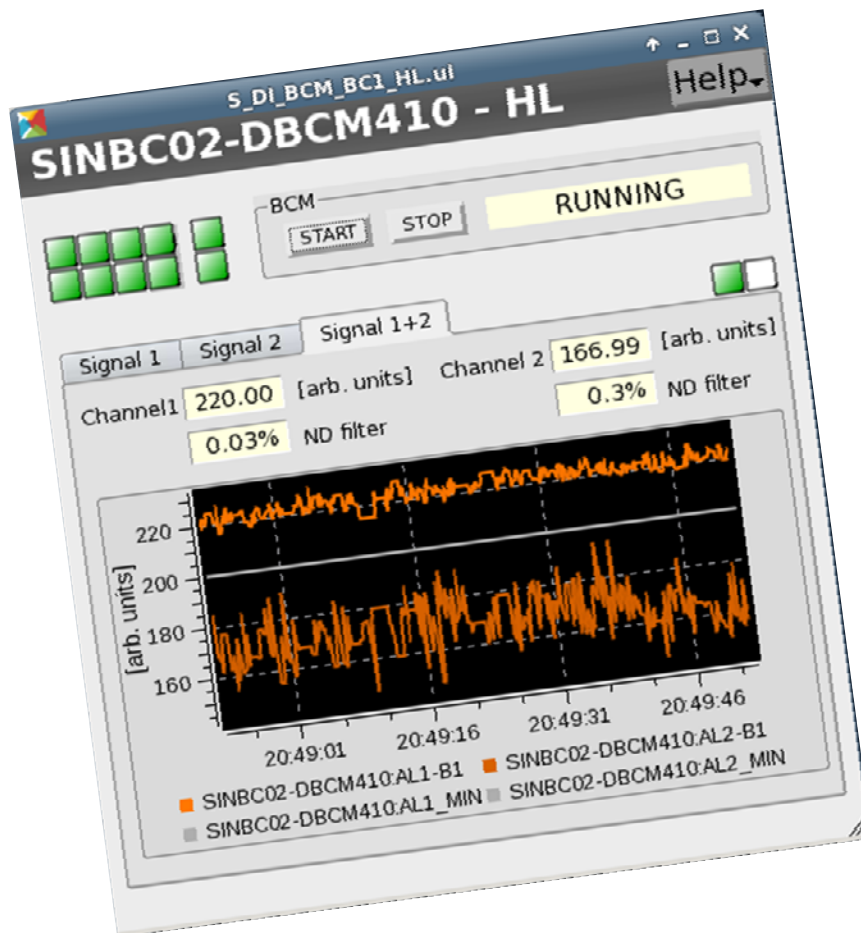 S_DI_BCM_BC1_HL.ui
SINBC02-DBCM410 - HL
Help
BCM
START
STOP
RUNNING
Signal 1
Signal 2
Signal 1+2
Channel1 220.00 [arb. units]
Channel 2 166.99 [arb. units]
0.03% ND filter
0.3% ND filter
[arb. units]
220
200
180
160
20:49:01 20:49:16 20:49:31 20:49:46
SINBC02-DBCM410:AL1-B1 SINBC02-DBCM410:AL2-B1
SINBC02-DBCM410:AL1_MIN SINBC02-DBCM410:AL2_MIN